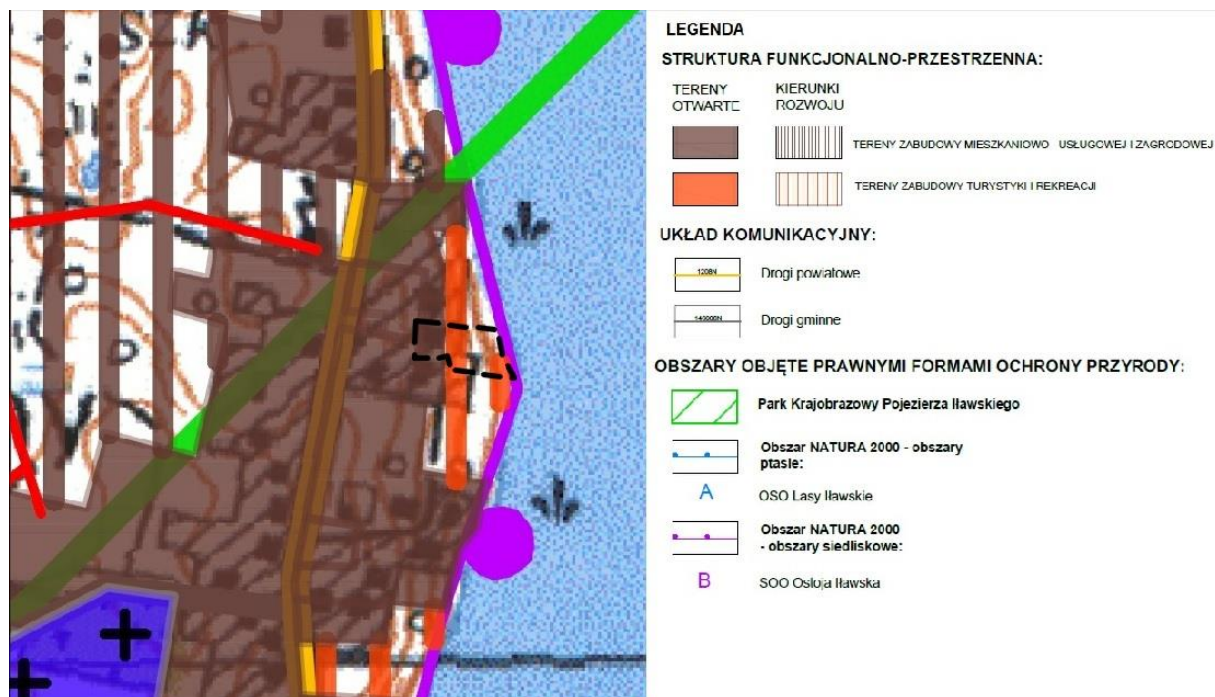 LEGENDA
STRUKTURA FUNKCJONALNO-PRZESTRZENNA:
TERENY OTWARTE
KIERUNKI ROZWOJU
TERENY ZABUDOWY MIESZKANIOWO USŁUGOWEJ I ZAGRODOWEJ
TERENY ZABUDOWY TURYSTYKI I REKREACJI
UKŁAD KOMUNIKACYJNY:
Drogi powiatowe
Drogi gminne
OBSZARY OBJĘTE PRAWNYMI FORMAMI OCHRONY PRZYRODY:
Park Krajobrazowy Pojezierza Iławskiego
Obszar NATURA 2000 - obszary
ptasie:
A OSO Lasy Iławskie
Obszar NATURA 2000
- obszary siedliskowe:
B SOO Ostoja Iławska